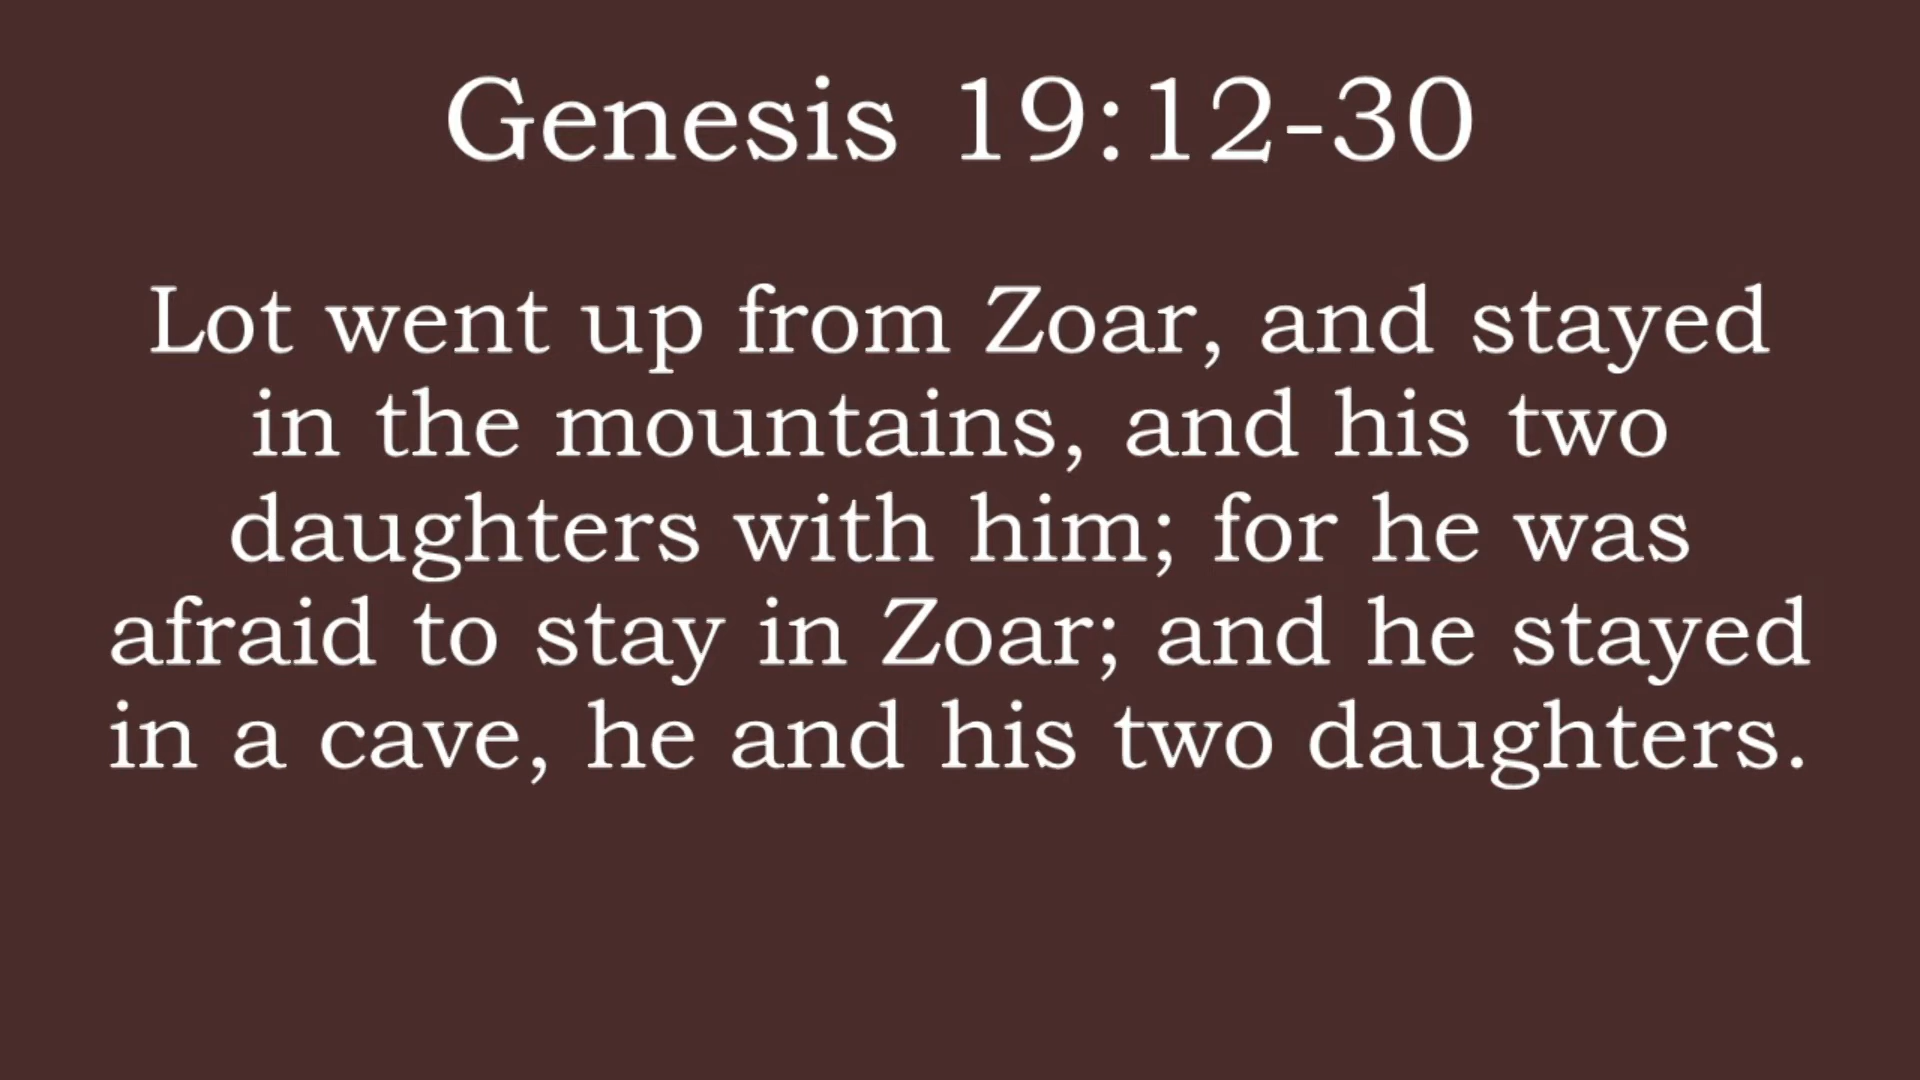 Genesis 19:12-30
Lot went up from Zoar, and stayed
in the mountains, and his two
daughters with him; for he was
afraid to stay in Zoar; and he stayed
in a cave, he and his two daughters.